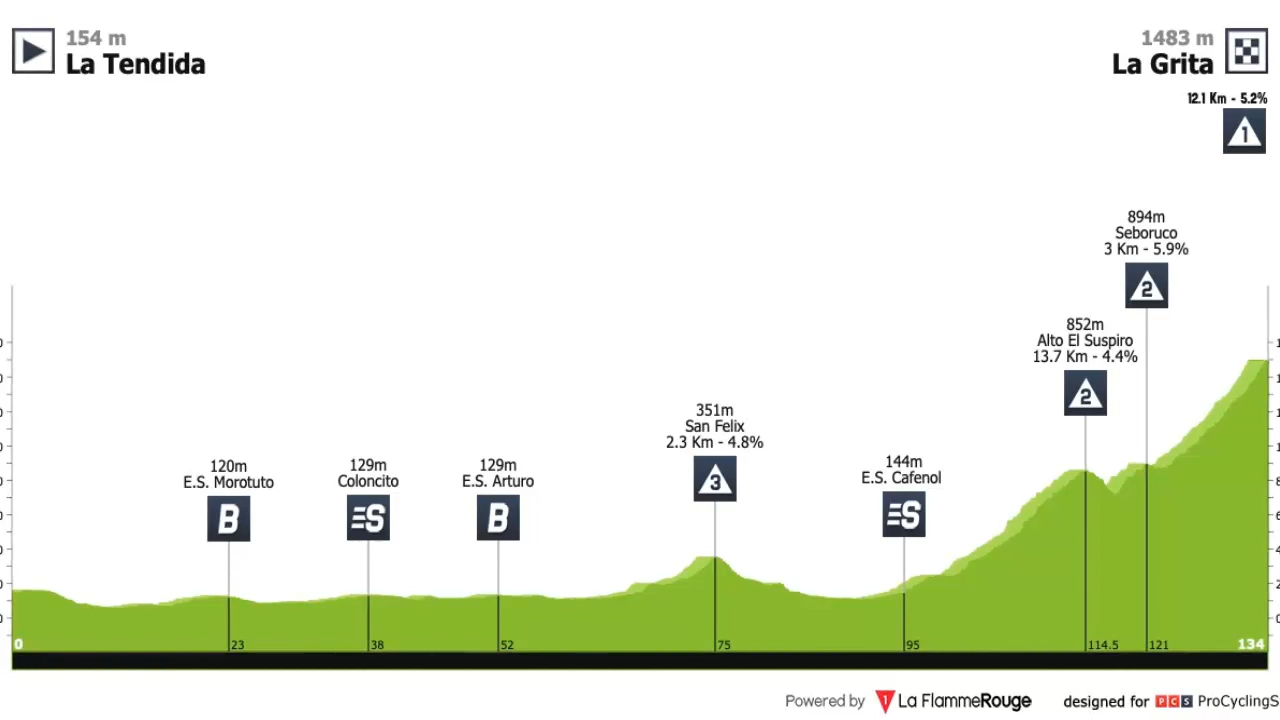 154 m
La Tendida
1483 m
La Grita
12.1 Km - 5.2%
1
894m
Seboruco
3 Km - 5.9%
2
852m
Alto El Suspiro
13.7 Km - 4.4%
2
351m
San Felix
2.3 Km - 4.8%
3
120m
E.S. Morotuto
B
129m
Coloncito
S
129m
E.S. Arturo
B
144m
E.S. Cafenol
S
0
23
38
52
75
95
114.5
121
134
Powered by
1
La FlammeRouge
designed for
PCS
ProCyclingS